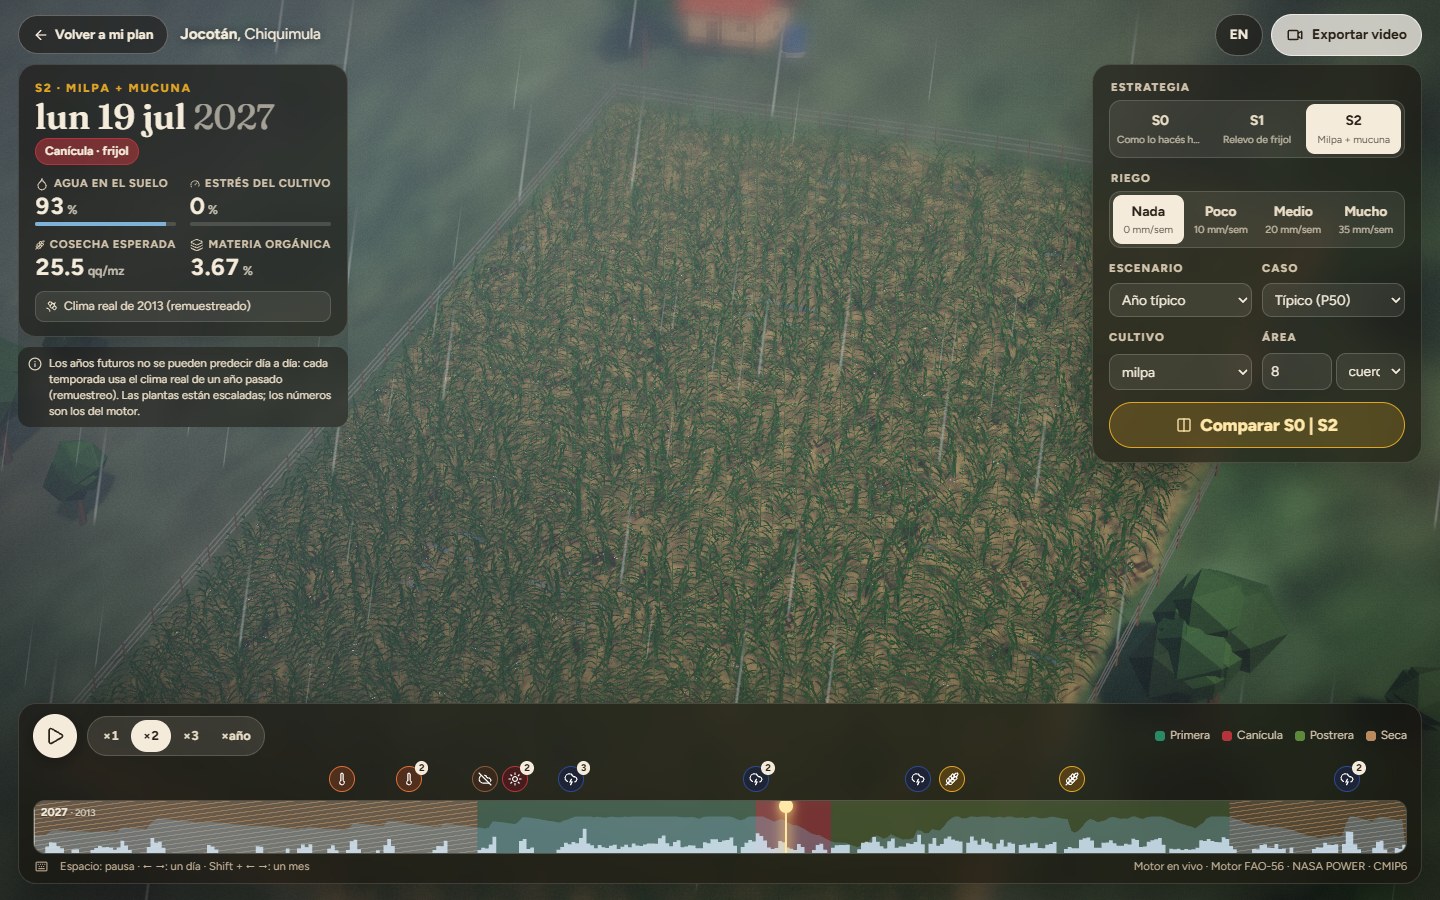 Volver a mi plan
Jocotán, Chiquimula
EN
Exportar video
S2 · MILPA + MUCUNA
lun 19 jul 2027
Canícula · frijol
AGUA EN EL SUELO
93 %
ESTRÉS DEL CULTIVO
0 %
COSECHA ESPERADA
25.5 qq/mz
MATERIA ORGÁNICA
3.67 %
Clima real de 2013 (remuestreado)
Los años futuros no se pueden predecir día a día: cada
temporada usa el clima real de un año pasado
(remuestreo). Las plantas están escaladas; los números
son los del motor.
ESTRATEGIA
S0
Como lo hacés h...
S1
Relevo de frijol
S2
Milpa + mucuna
RIEGO
Nada
0 mm/sem
Poco
10 mm/sem
Medio
20 mm/sem
Mucho
35 mm/sem
ESCENARIO
Año típico
CASO
Típico (P50)
CULTIVO
milpa
ÁREA
8
cuerc
Comparar S0 | S2
×1
×2
×3
×año
Primera
Canícula
Postrera
Seca
2
2
3
2
2
2027 · 2013
Espacio: pausa · ← →: un día · Shift + ← →: un mes
Motor en vivo · Motor FAO-56 · NASA POWER · CMIP6